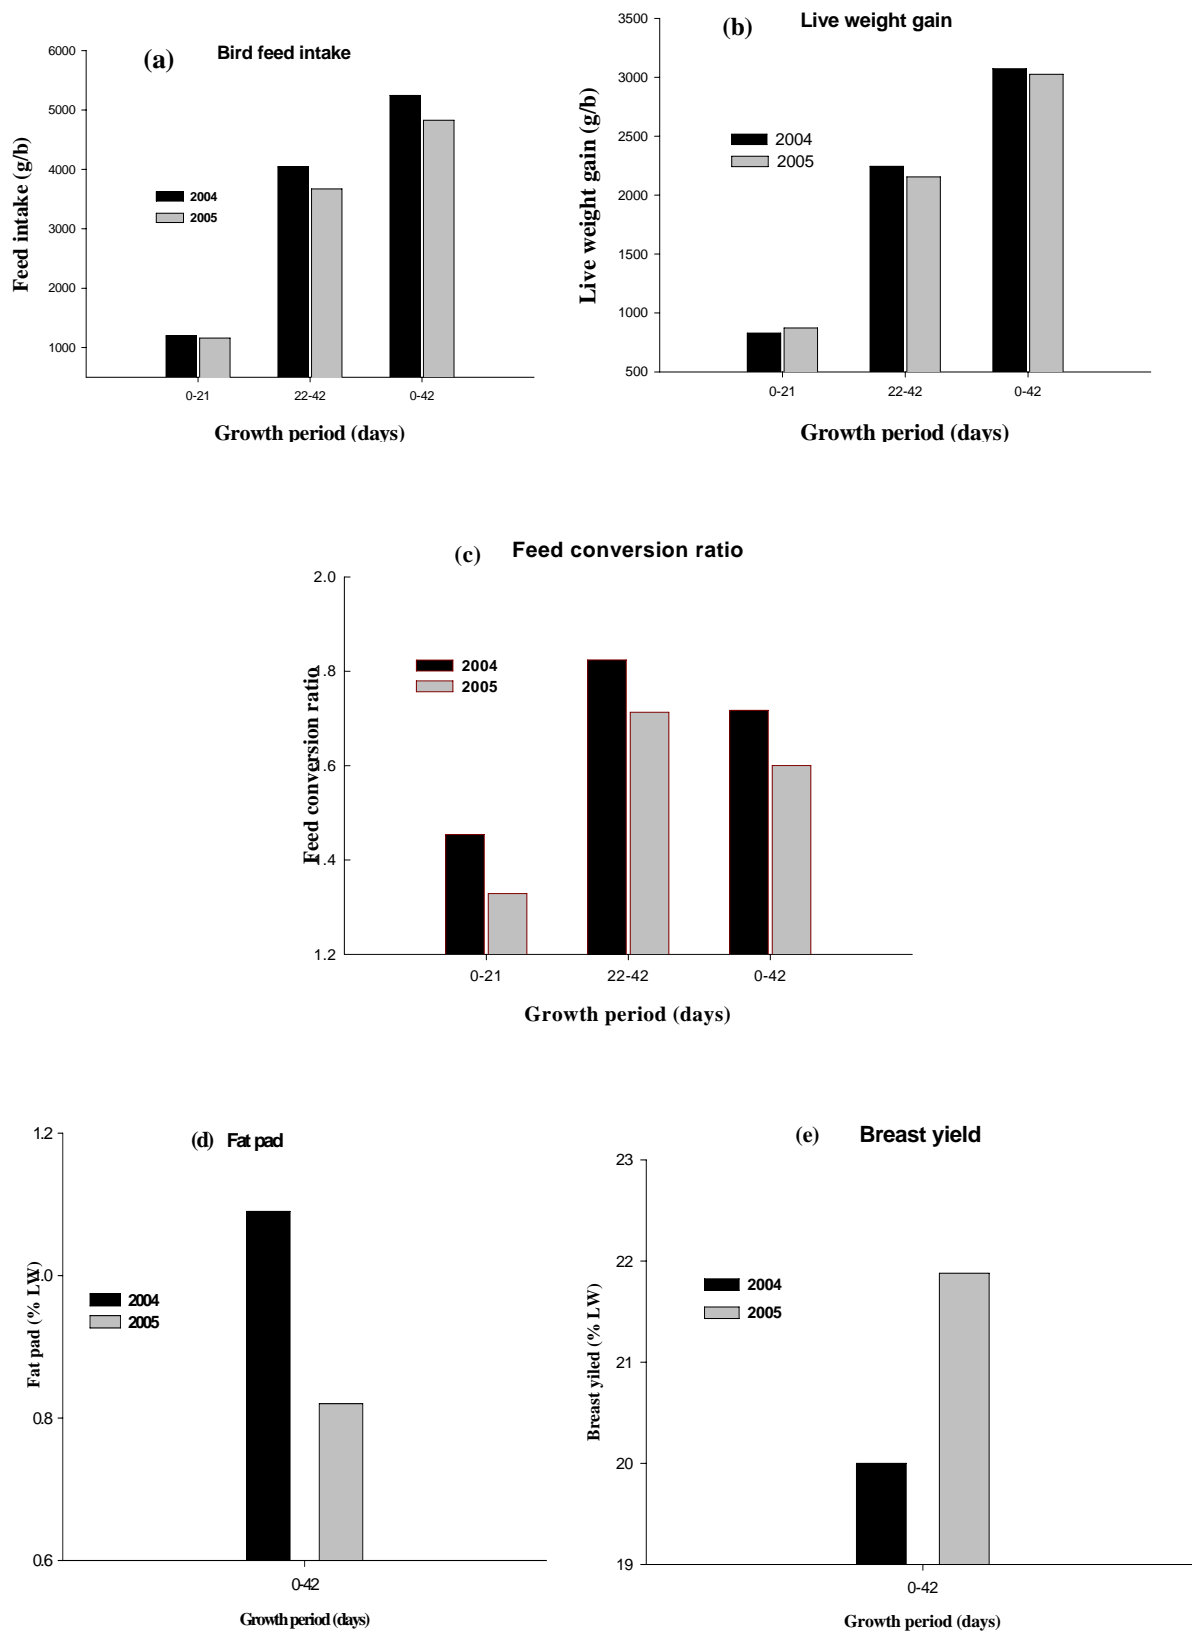 (a) Bird feed intake
6000
5000
4000
3000
2000
1000
Feed intake (g/b)
2004
2005
0-21 22-42 0-42
Growth period (days)
(b) Live weight gain
3500
3000
2500
2000
1500
1000
500
Live weight gain (g/b)
2004
2005
0-21 22-42 0-42
Growth period (days)
(c) Feed conversion ratio
2.0
1.8
1.6
1.4
1.2
Feed conversion ratio
2004
2005
0-21 22-42 0-42
Growth period (days)
(d) Fat pad
1.2
1.0
0.8
0.6
Fat pad (% LW)
2004
2005
0-42
Growth period (days)
(e) Breast yield
23
22
21
20
19
Breast yiled (% LW)
2004
2005
0-42
Growth period (days)